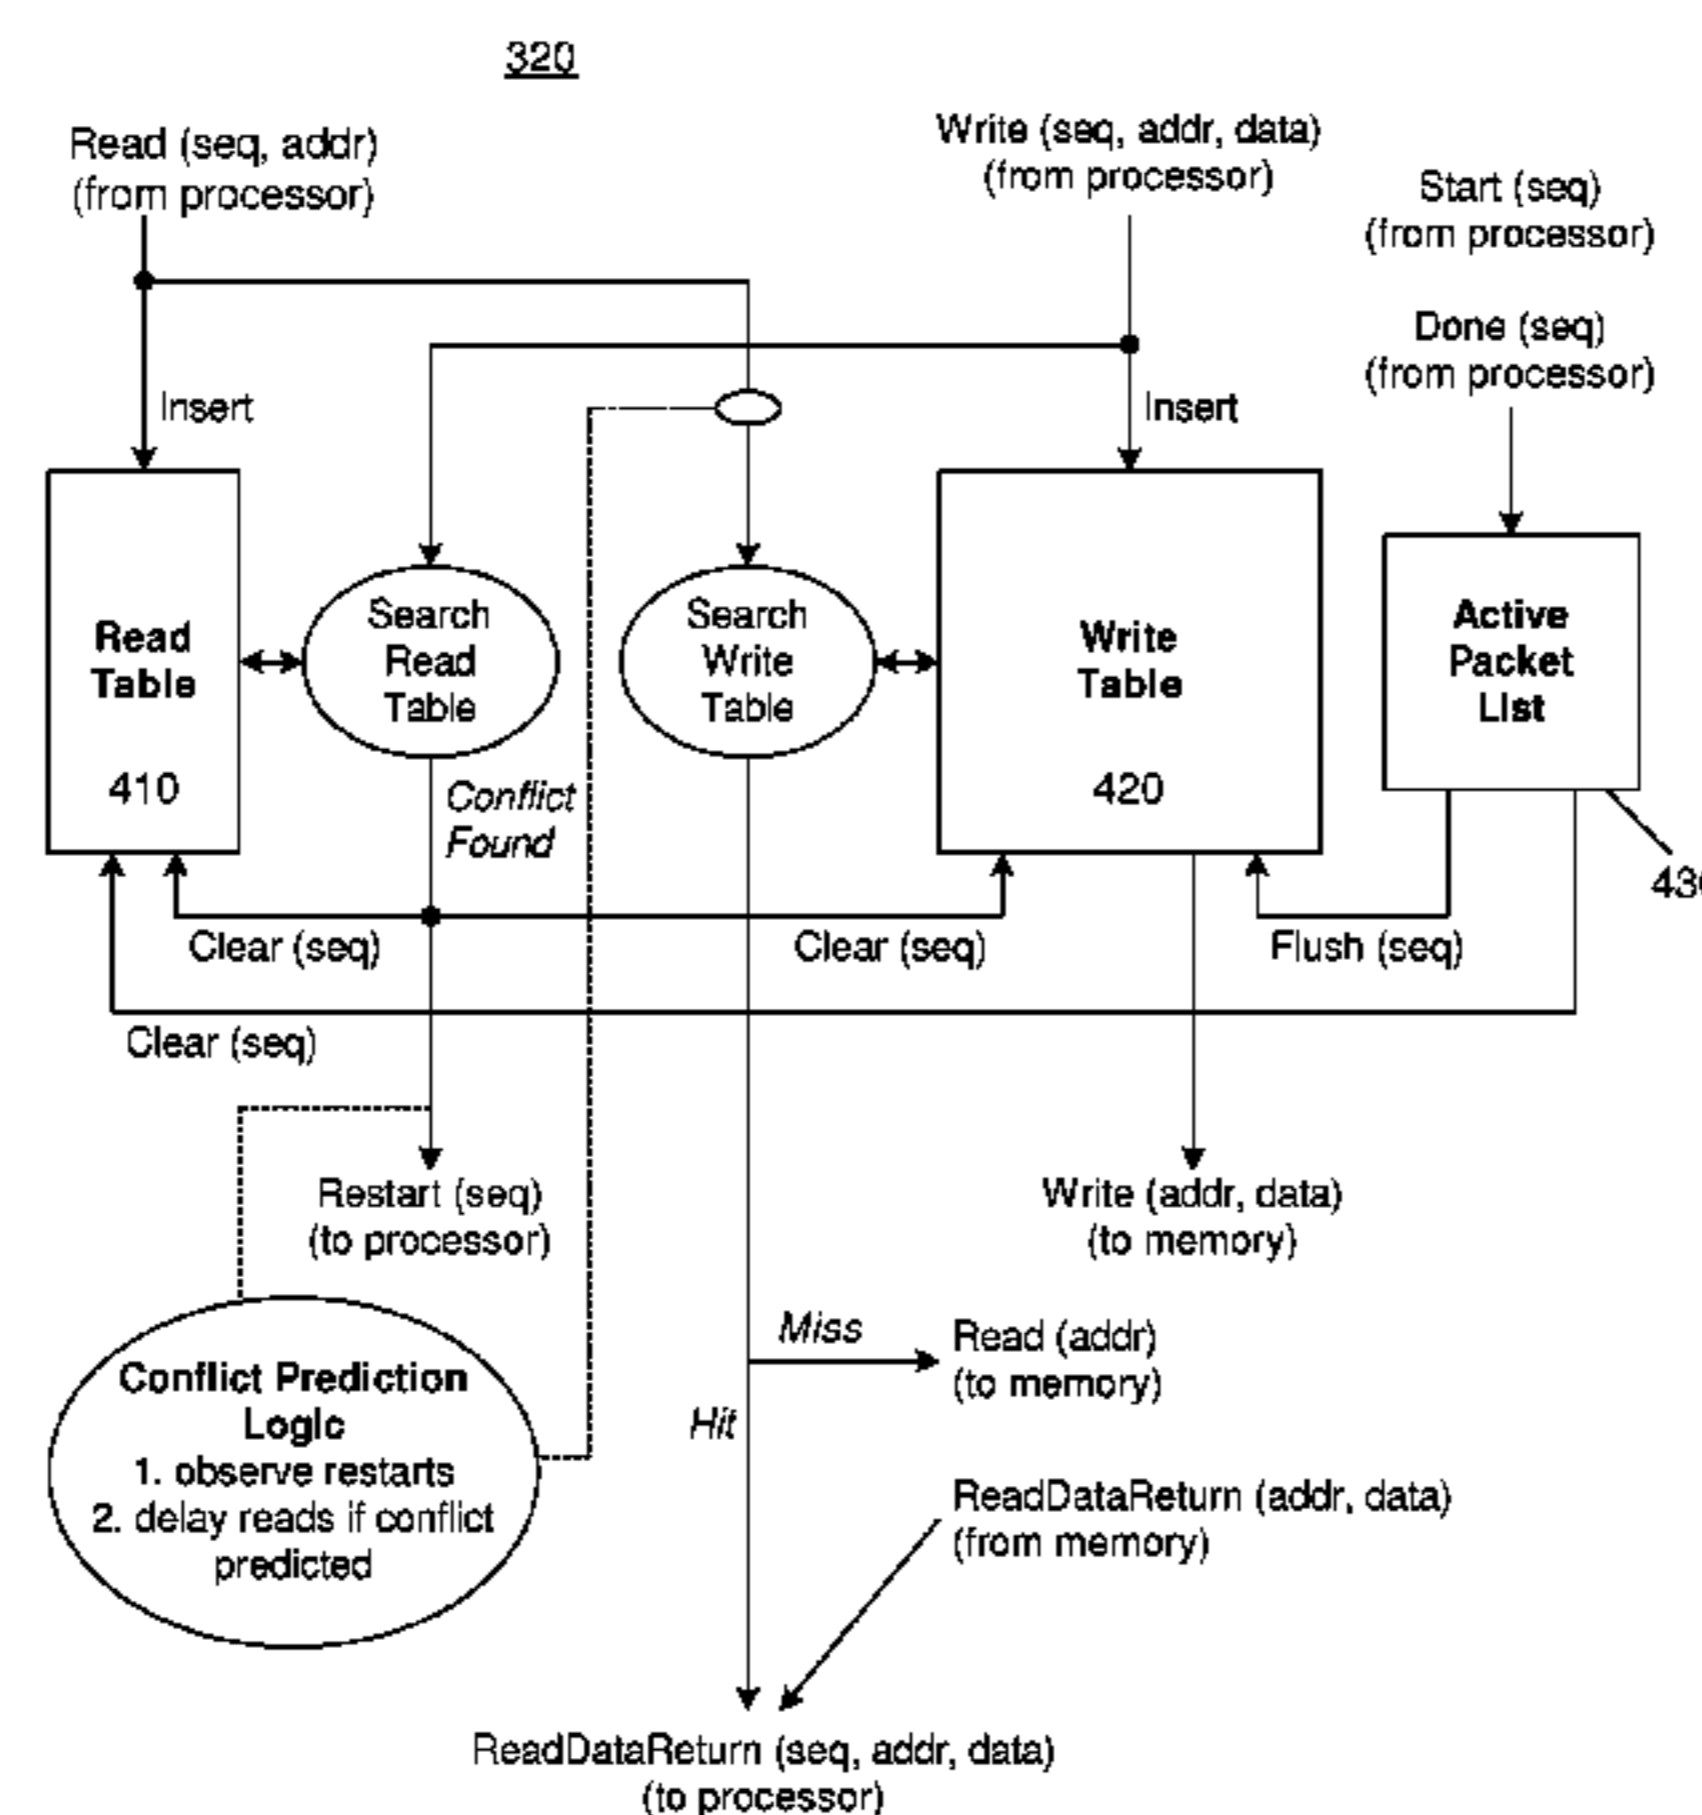 320
Read (seq, addr)
(from processor)
Write (seq, addr, data)
(from processor)
Start (seq)
(from processor)
Done (seq)
(from processor)
Insert
Insert
Read
Table
410
Search
Read
Table
Search
Write
Table
Write
Table
420
Active
Packet
List
Conflict
Found
Clear (seq)
Clear (seq)
Flush (seq)
Clear (seq)
Restart (seq)
(to processor)
Write (addr, data)
(to memory)
Conflict Prediction
Logic
1. observe restarts
2. delay reads if conflict
predicted
Miss
Read (addr)
(to memory)
Hit
ReadDataReturn (addr, data)
(from memory)
ReadDataReturn (seq, addr, data)
(to processor)